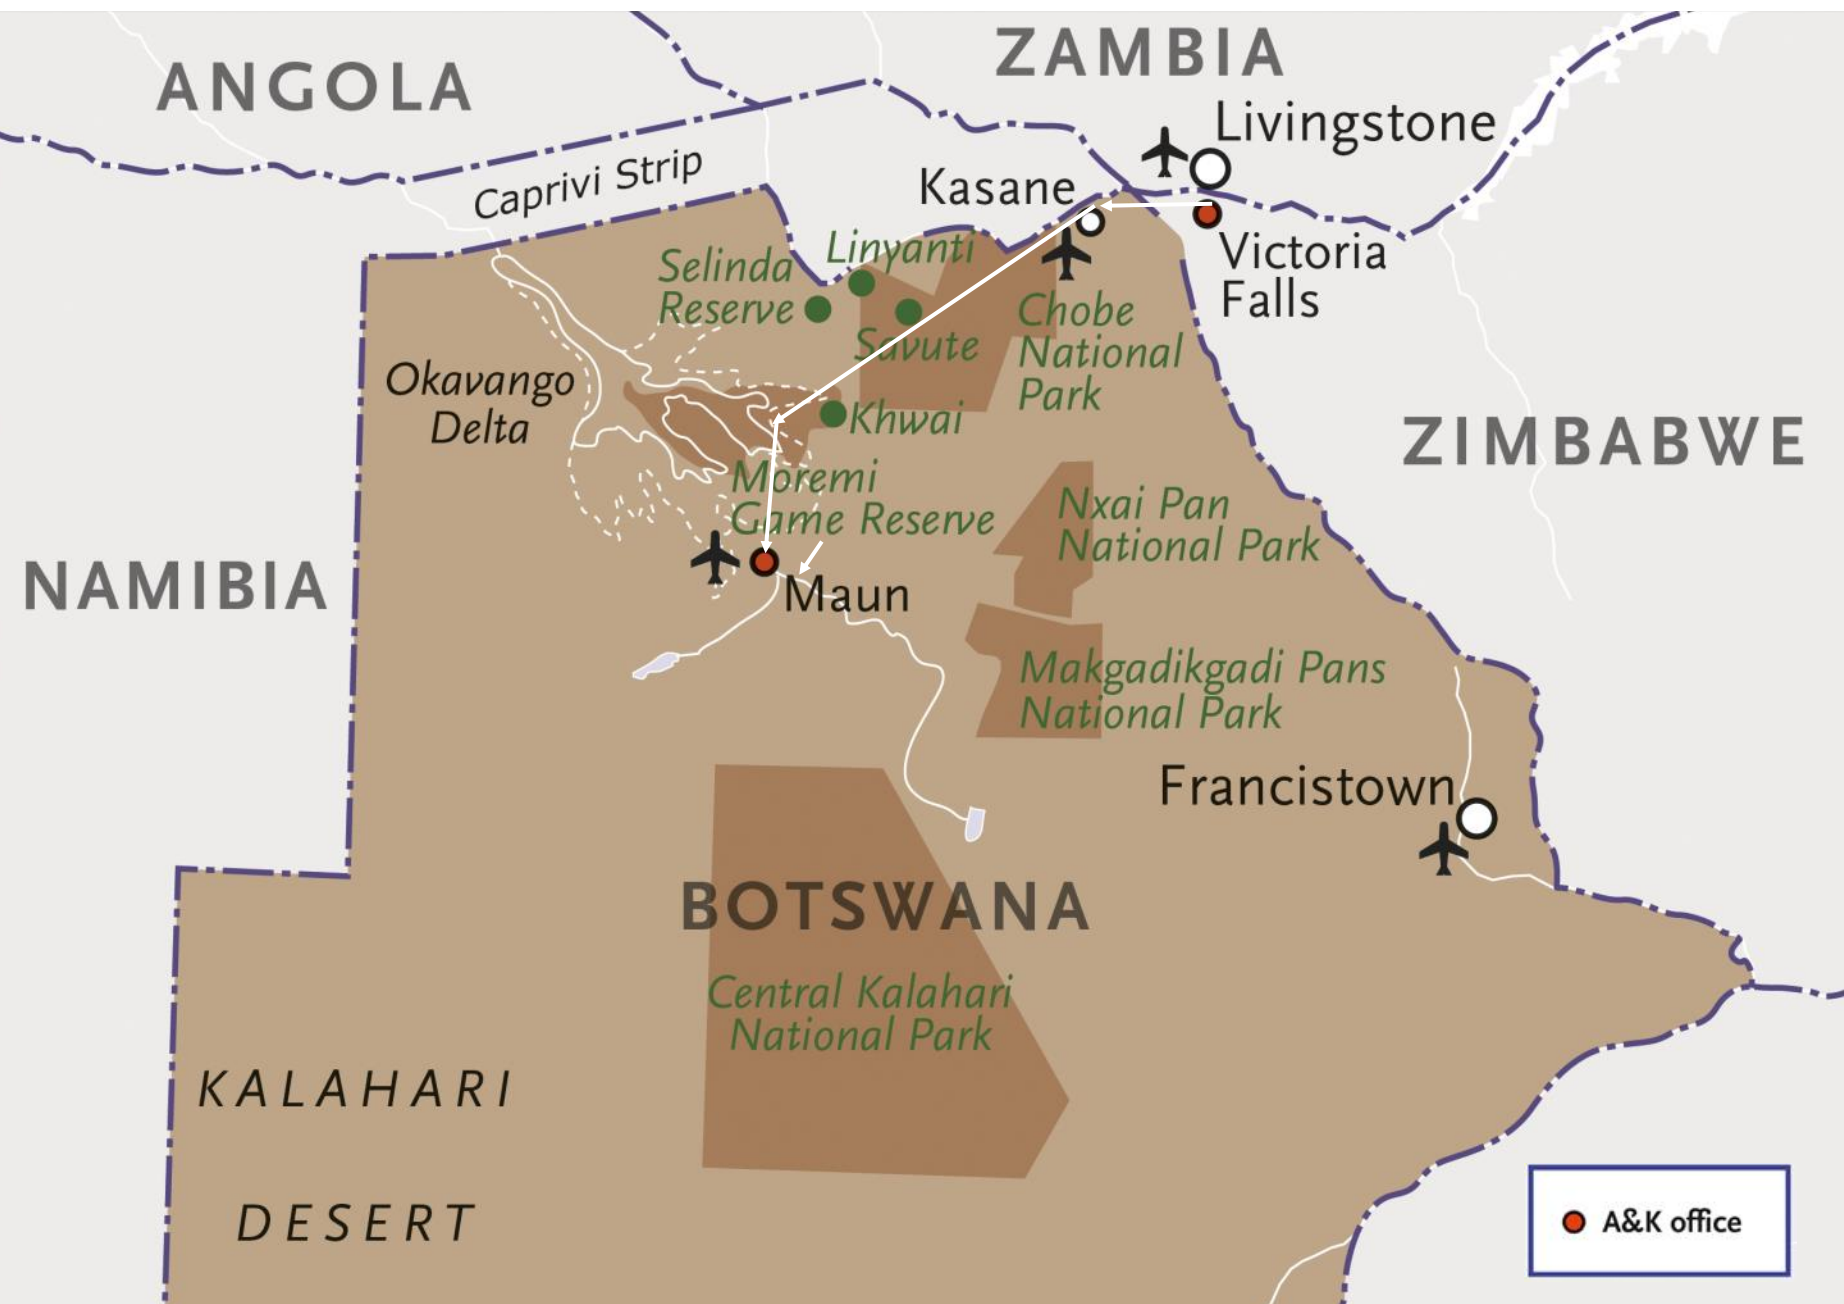 ANGOLA
ZAMBIA
Livingstone
Caprivi Strip
Kasane
Victoria
Falls
Selinda
Reserve
Linyanti
Savute
Chobe
National
Park
Okavango
Delta
Khwai
ZIMBABWE
Moremi
Game Reserve
Nxai Pan
National Park
NAMIBIA
Maun
Makgadikgadi Pans
National Park
Francistown
BOTSWANA
Central Kalahari
National Park
KALAHARI
DESERT
A&K office